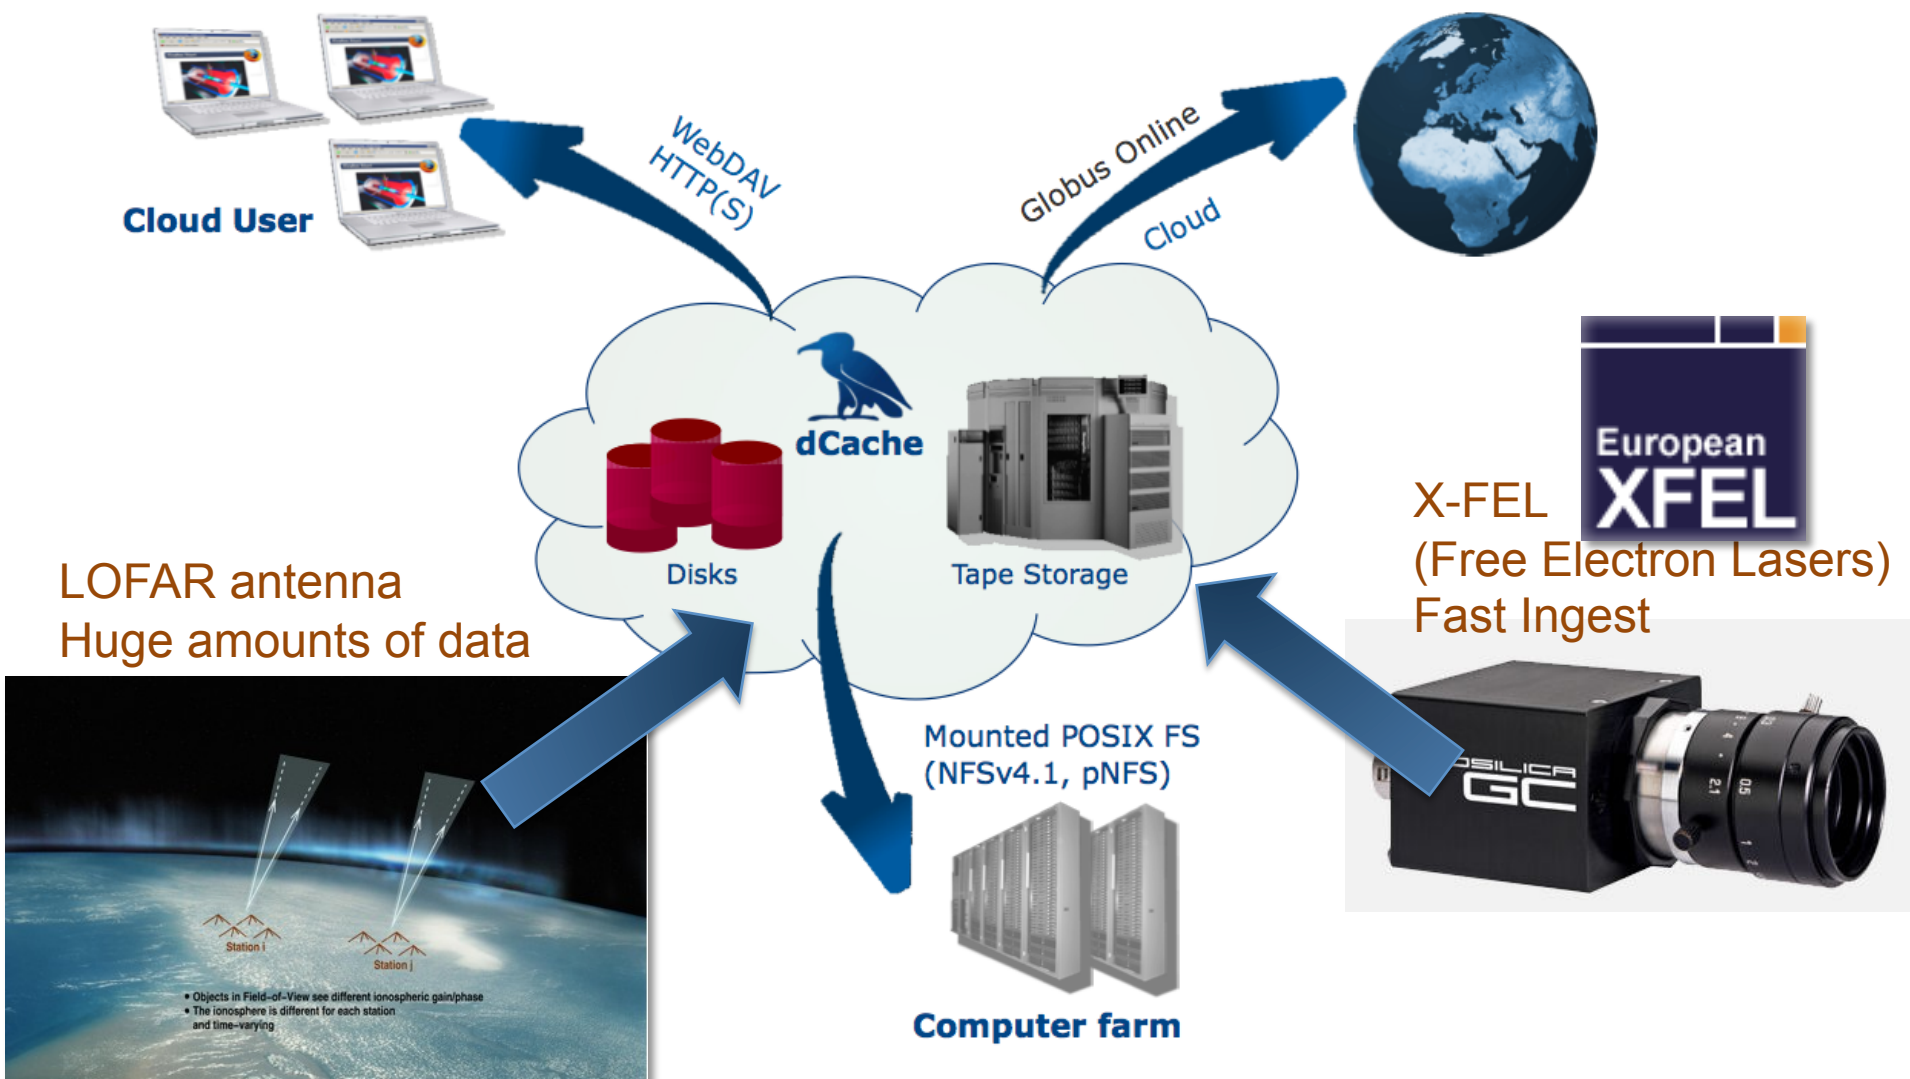 Cloud User
WebDAV
HTTP(S)
Globus Online
Cloud
dCache
Disks
Tape Storage
European
XFEL
X-FEL
(Free Electron Lasers)
Fast Ingest
LOFAR antenna
Huge amounts of data
Mounted POSIX FS
(NFSv4.1, pNFS)
Computer farm
Station i
Station j
• Objects in Field-of-View see different ionospheric gain/phase
• The ionosphere is different for each station
and time-varying
GC